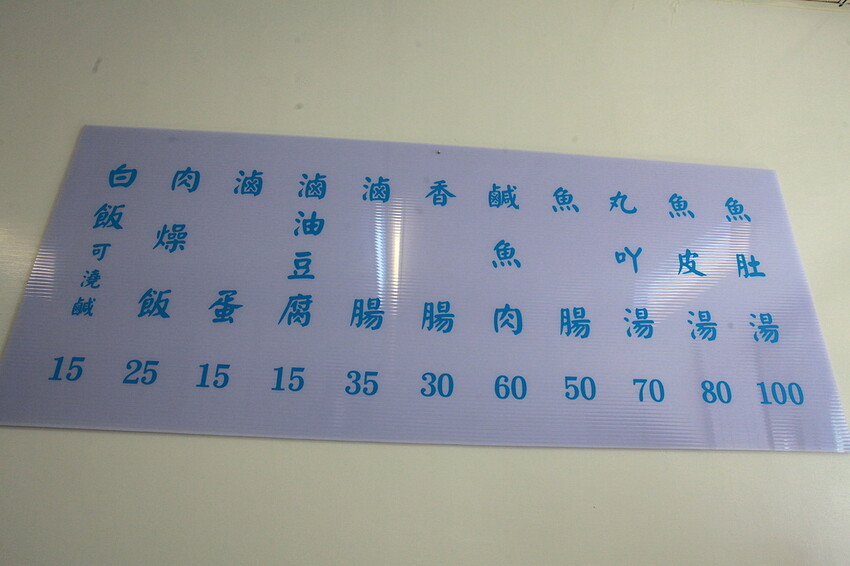 白飯可澆鹹 15
肉燥飯 25
滷蛋 15
滷油豆腐 15
滷腸 35
香腸 30
鹹魚肉 60
魚腸 50
丸吖湯 70
魚皮湯 80
魚肚湯 100